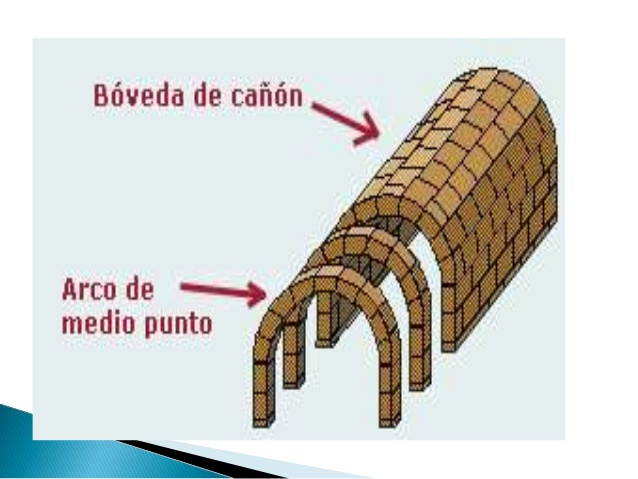 Bóveda de cañón
Arco de
medio punto